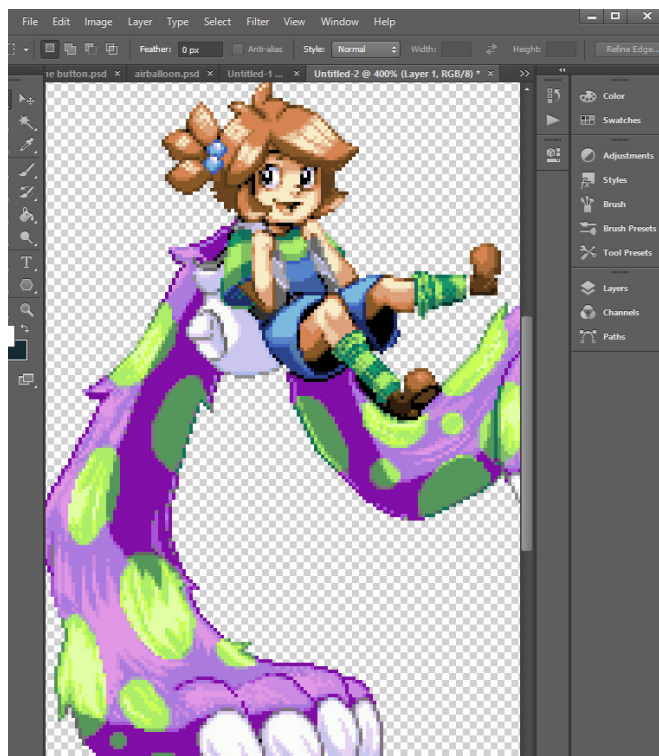 File Edit Image Layer Type Select Filter View Window Help
Feather: 0 px Anti-alias Style: Normal Width: Height: Refine Edge...
ne button.psd × airballoon.psd × Untitled-1 ... × Untitled-2 @ 400% (Layer 1, RGB/8) * ×
Color
Swatches
Adjustments
Styles
Brush
Brush Presets
Tool Presets
Layers
Channels
Paths